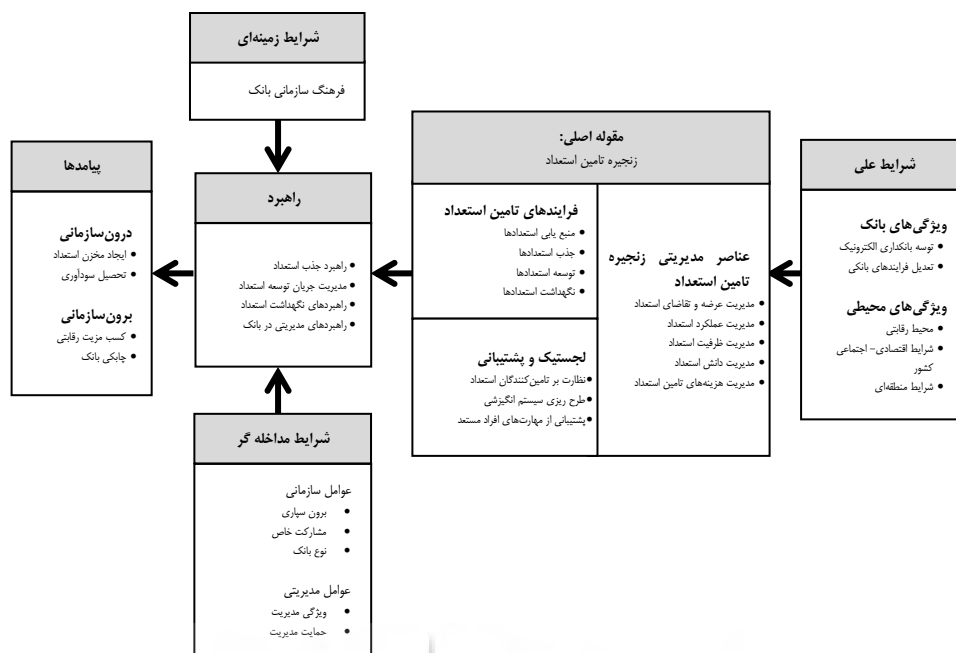 شرایط زمینه‌ای
فرهنگ سازمانی بانک
شرایط علی
ویژگی‌های بانک
توسه بانکداری الکترونیک
تعدیل فرایندهای بانکی
ویژگی‌های محیطی
محیط رقابتی
شرایط اقتصادی- اجتماعی
کشور
شرایط منطقه‌ای
مقوله اصلی:
زنجیره تامین استعداد
عناصر مدیریتی زنجیره
تامین استعداد
مدیریت عرضه و تقاضای استعداد
مدیریت عملکرد استعداد
مدیریت ظرفیت استعداد
مدیریت دانش استعداد
مدیریت هزینه‌های تامین استعداد
فرایندهای تامین استعداد
منبع یابی استعدادها
جذب استعدادها
توسعه استعدادها
نگهداشت استعدادها
لجستیک و پشتیبانی
نظارت بر تامین‌کنندگان استعداد
طرح ریزی سیستم انگیزشی
پشتیبانی از مهارت‌های افراد مستعد
راهبرد
راهبرد جذب استعداد
مدیریت جریان توسعه استعداد
راهبردهای نگهداشت استعداد
راهبردهای مدیریتی در بانک
پیامدها
درون‌سازمانی
ایجاد مخزن استعداد
تحصیل سودآوری
برون‌سازمانی
کسب مزیت رقابتی
چابکی بانک
شرایط مداخله گر
عوامل سازمانی
برون سپاری
مشارکت خاص
نوع بانک
عوامل مدیریتی
ویژگی مدیریت
حمایت مدیریت